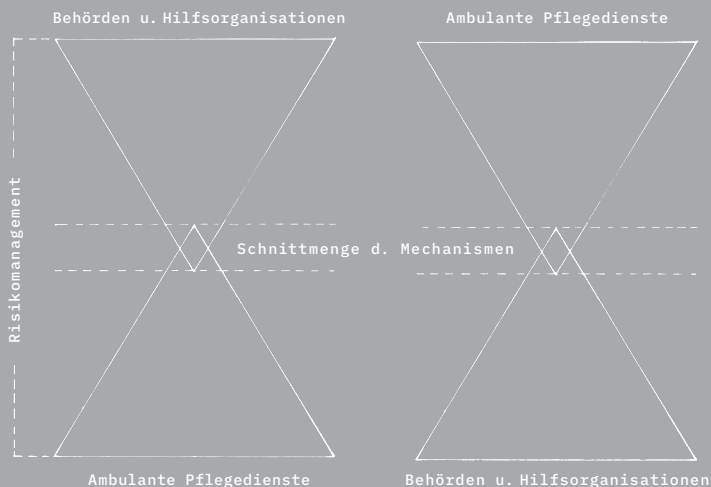 Behörden u. Hilfsorganisationen
Ambulante Pflegedienste
Risikomanagement
Schnittmenge d. Mechanismen
Ambulante Pflegedienste
Behörden u. Hilfsorganisationen